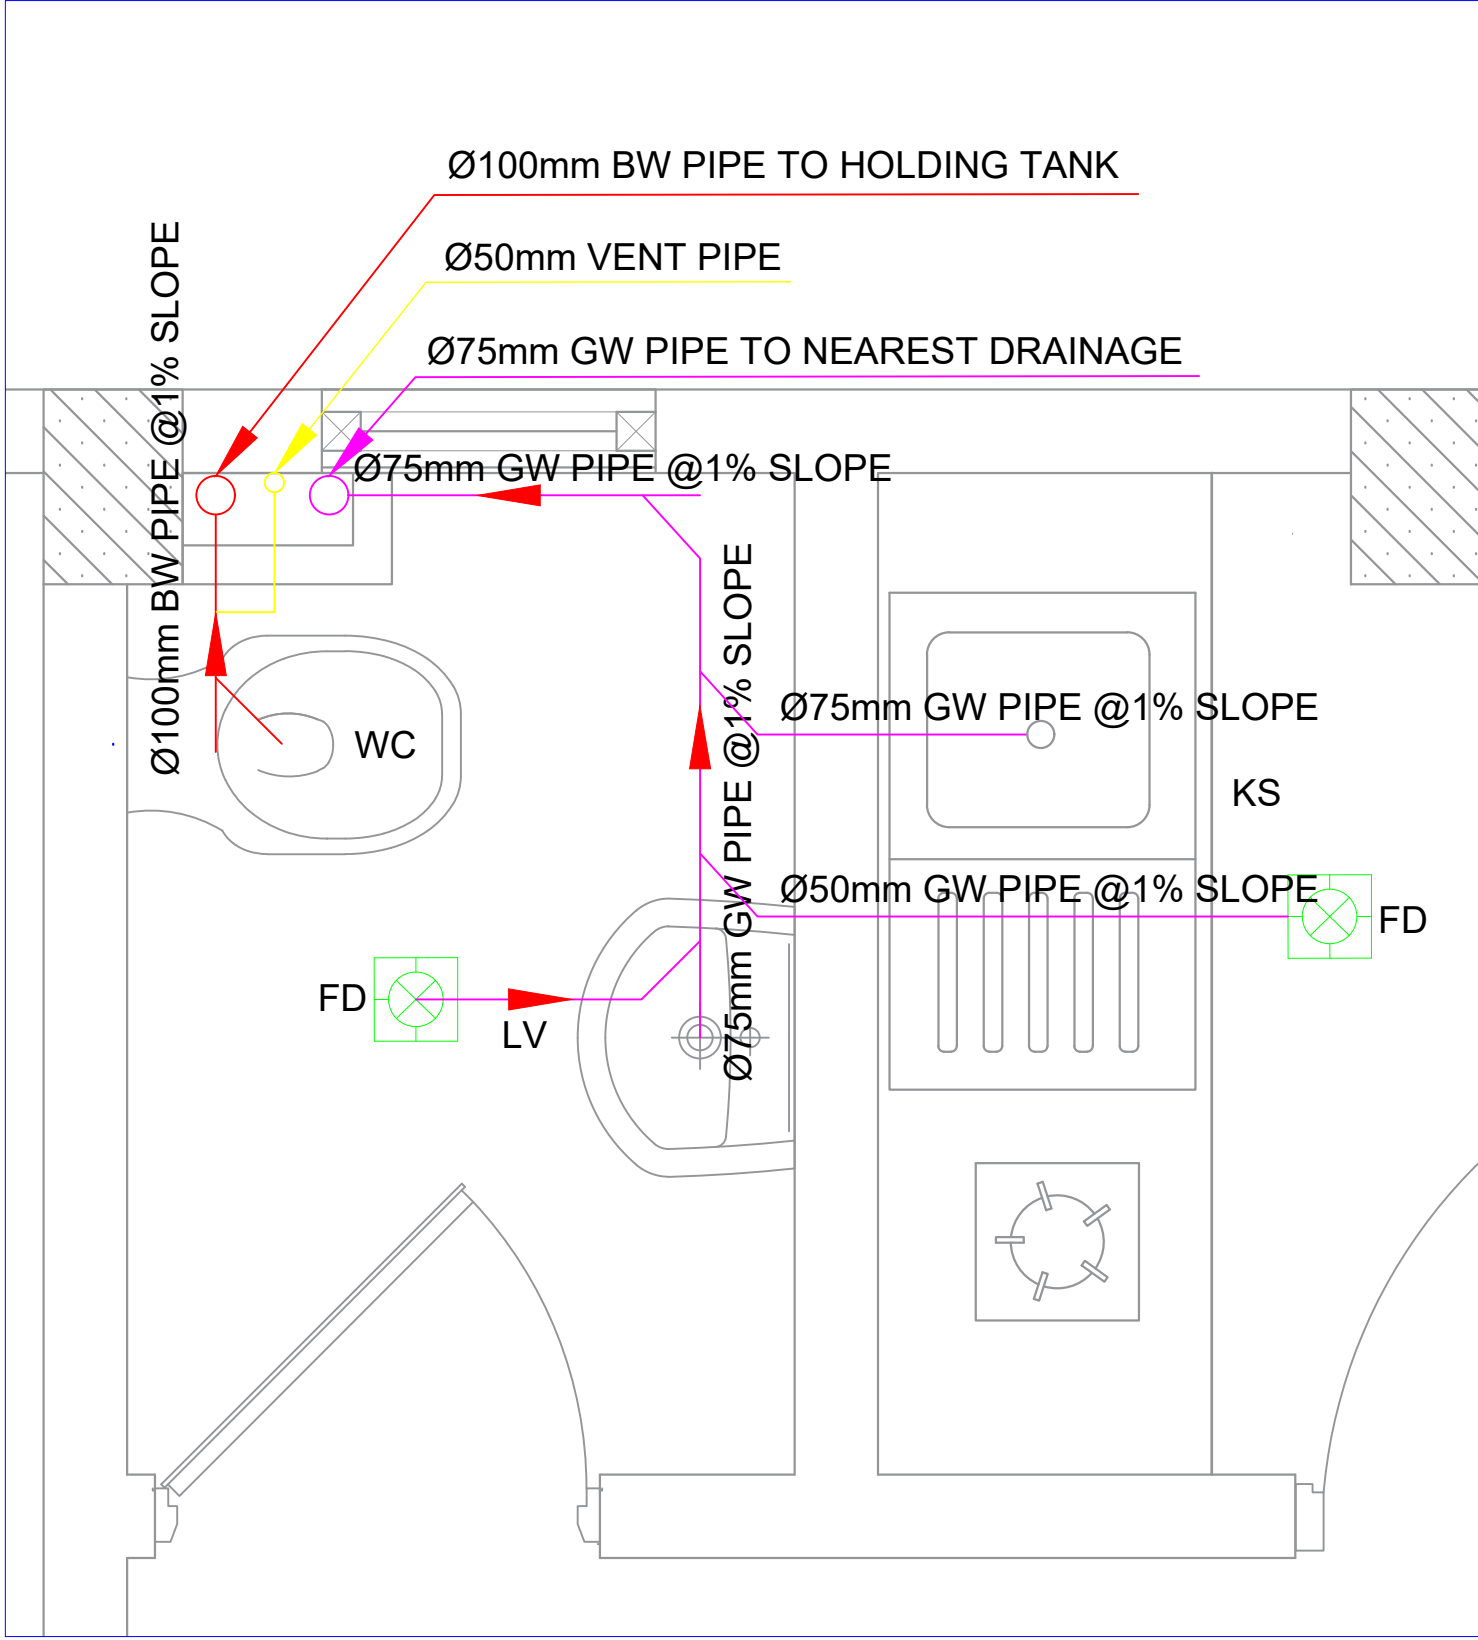 Ø100mm BW PIPE TO HOLDING TANK
Ø50mm VENT PIPE
Ø75mm GW PIPE TO NEAREST DRAINAGE
Ø100mm BW PIPE @1% SLOPE
Ø75mm GW PIPE @1% SLOPE
Ø75mm GW PIPE @1% SLOPE
Ø75mm GW PIPE @1% SLOPE
WC
KS
Ø50mm GW PIPE @1% SLOPE
FD
FD
LV